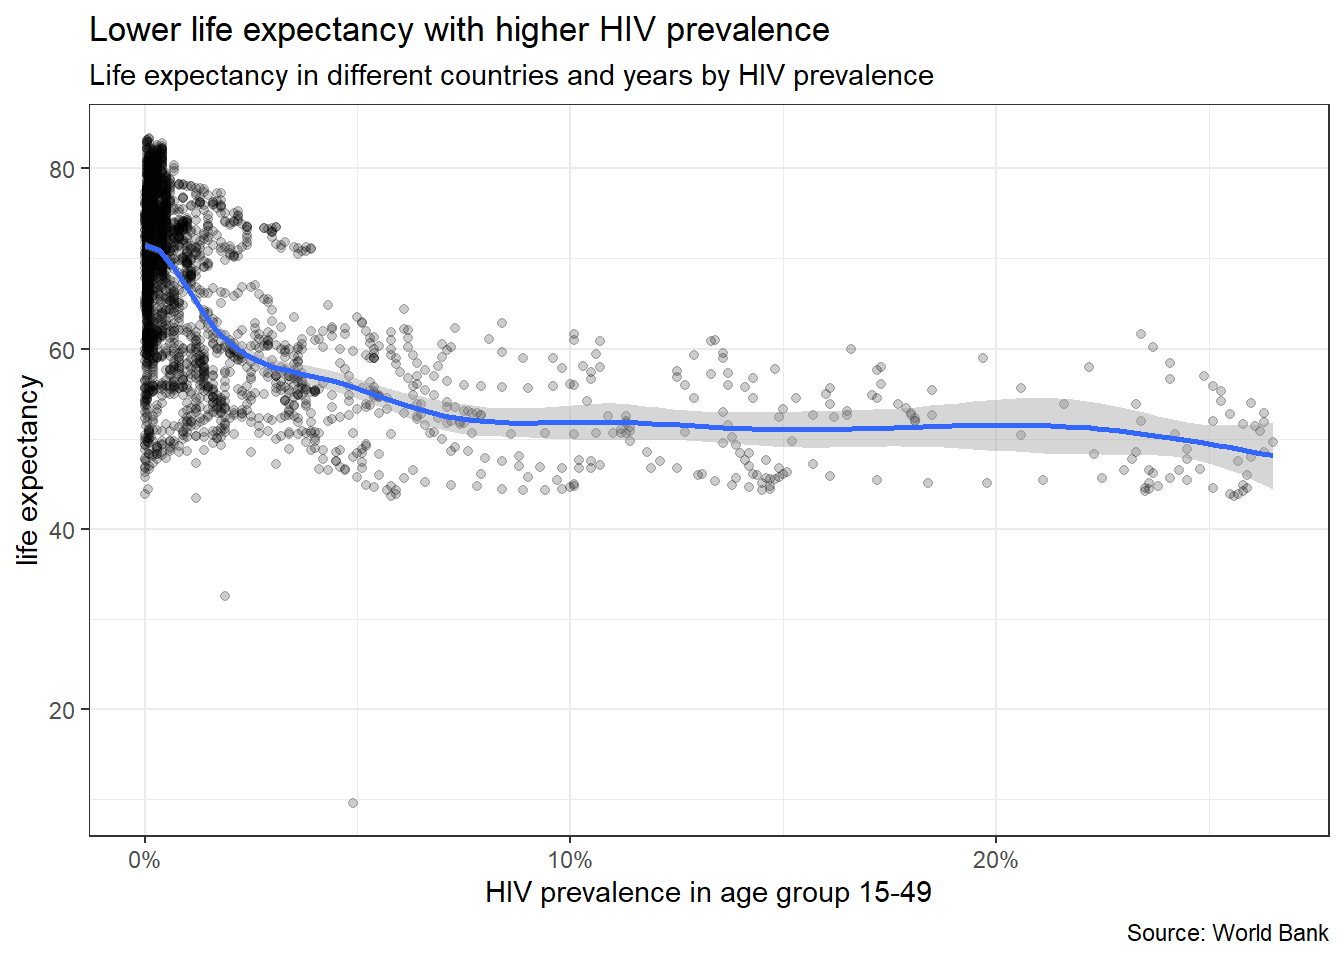 Lower life expectancy with higher HIV prevalence
Life expectancy in different countries and years by HIV prevalence
80
60
40
20
life expectancy
0%
10%
20%
HIV prevalence in age group 15-49
Source: World Bank